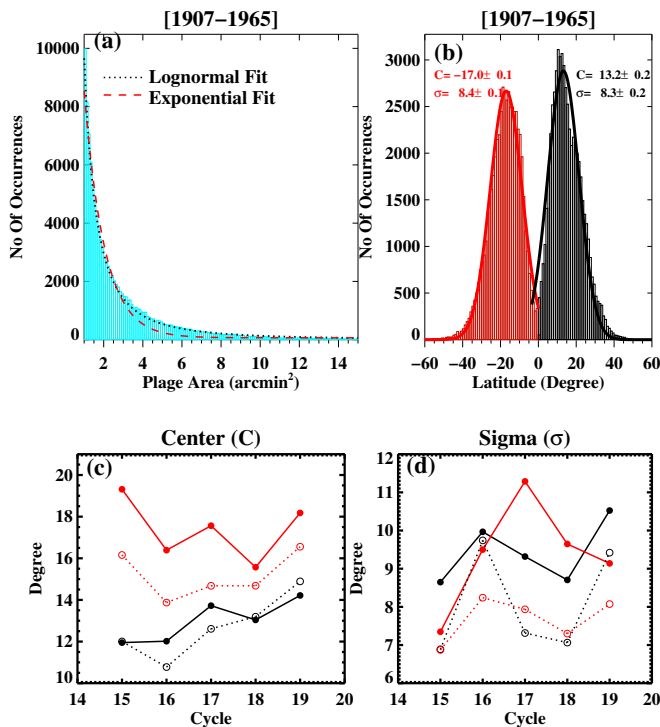 [1907−1965]
(a)
Lognormal Fit
Exponential Fit
No Of Occurrences
10000
8000
6000
4000
2000
0
2 4 6 8 10 12 14
Plage Area (arcmin²)
[1907−1965]
(b)
C= −17.0± 0.1
σ= 8.4± 0.1
C= 13.2± 0.2
σ= 8.3± 0.2
No Of Occurrences
3000
2500
2000
1500
1000
500
0
−60 −40 −20 0 20 40 60
Latitude (Degree)
Center (C)
(c)
Degree
20
18
16
14
12
10
14 15 16 17 18 19 20
Cycle
Sigma (σ)
(d)
Degree
12
11
10
9
8
7
6
14 15 16 17 18 19 20
Cycle